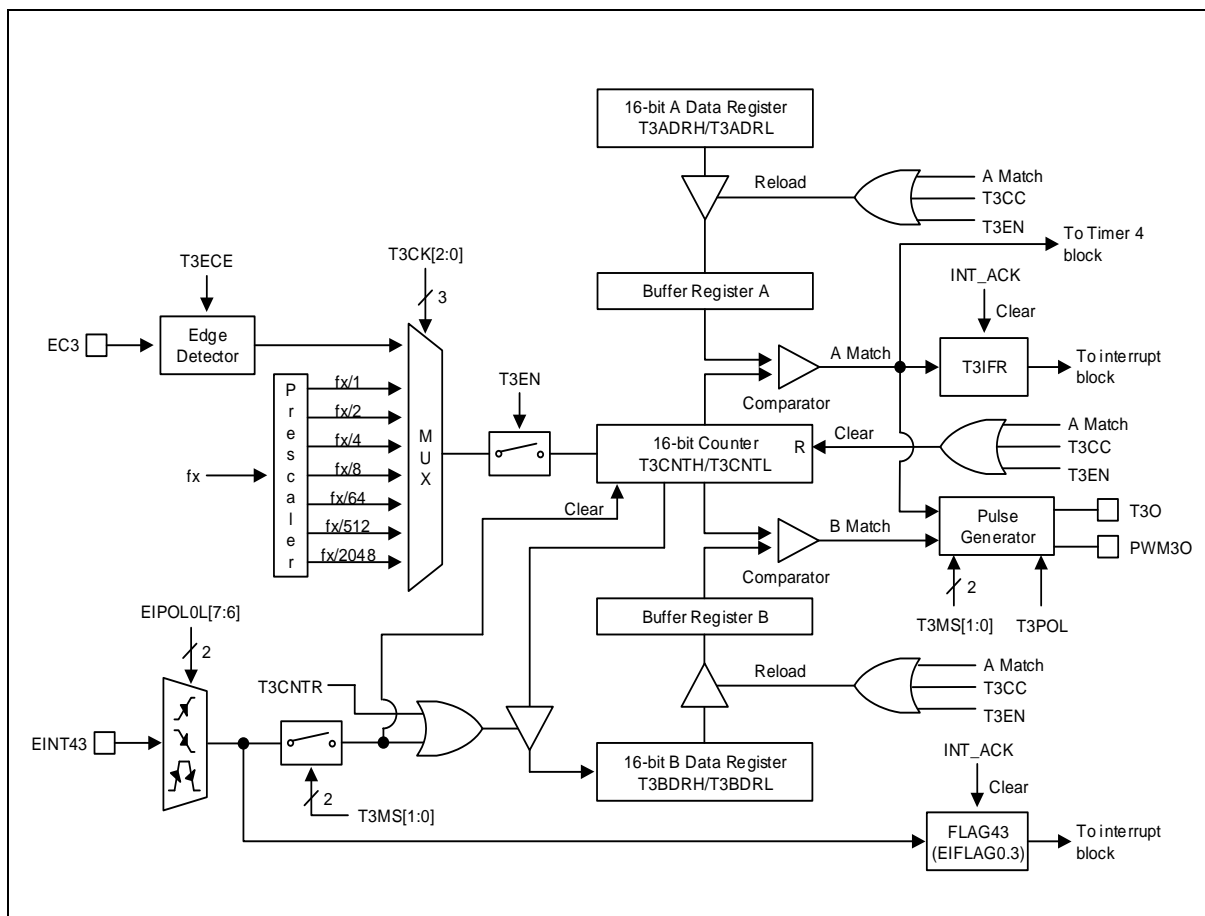 16-bit A Data Register
T3ADRH/T3ADRL
Reload
A Match
T3CC
T3EN
To Timer 4
block
T3ECE
T3CK[2:0]
3
Buffer Register A
INT_ACK
Clear
EC3
Edge
Detector
A Match
T3IFR
To interrupt
block
Comparator
Prescaler
fx/1
fx/2
fx/4
fx/8
fx/64
fx/512
fx/2048
fx
MUX
T3EN
16-bit Counter
T3CNTH/T3CNTL
R
Clear
A Match
T3CC
T3EN
Clear
B Match
Comparator
Pulse
Generator
T3O
PWM3O
2
T3MS[1:0]
T3POL
Buffer Register B
EIPOL0L[7:6]
2
Reload
A Match
T3CC
T3EN
T3CNTR
EINT43
2
T3MS[1:0]
16-bit B Data Register
T3BDRH/T3BDRL
INT_ACK
Clear
FLAG43
(EIFLAG0.3)
To interrupt
block